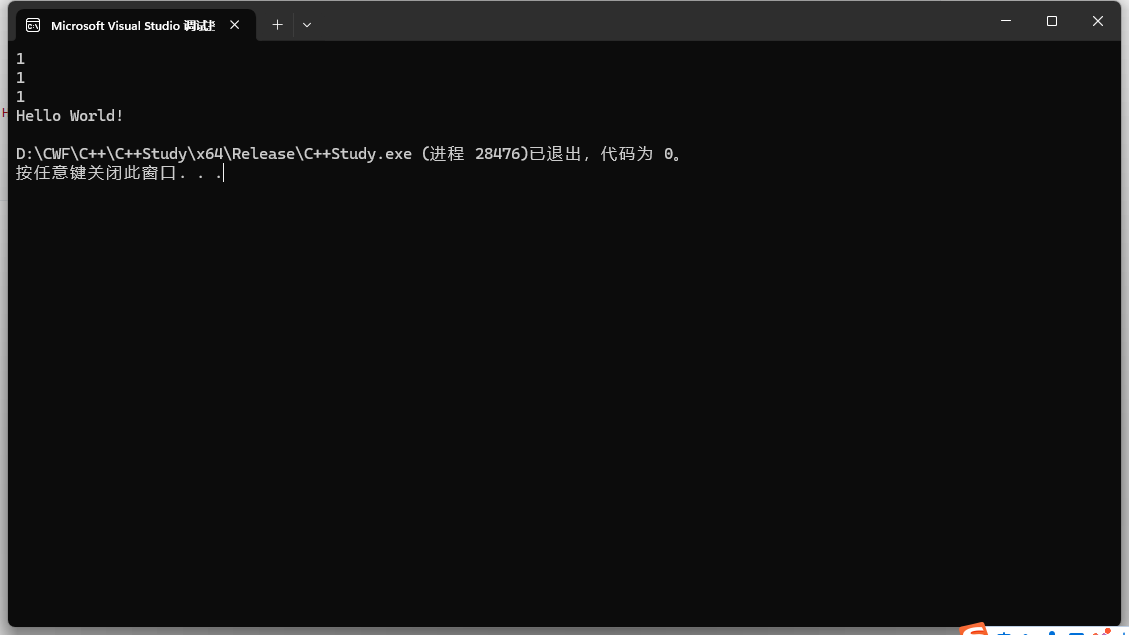 Microsoft Visual Studio 调试
1
1
1
Hello World!
D:\CWF\C++\C++Study\x64\Release\C++Study.exe (进程 28476)已退出，代码为 0。
按任意键关闭此窗口. . .